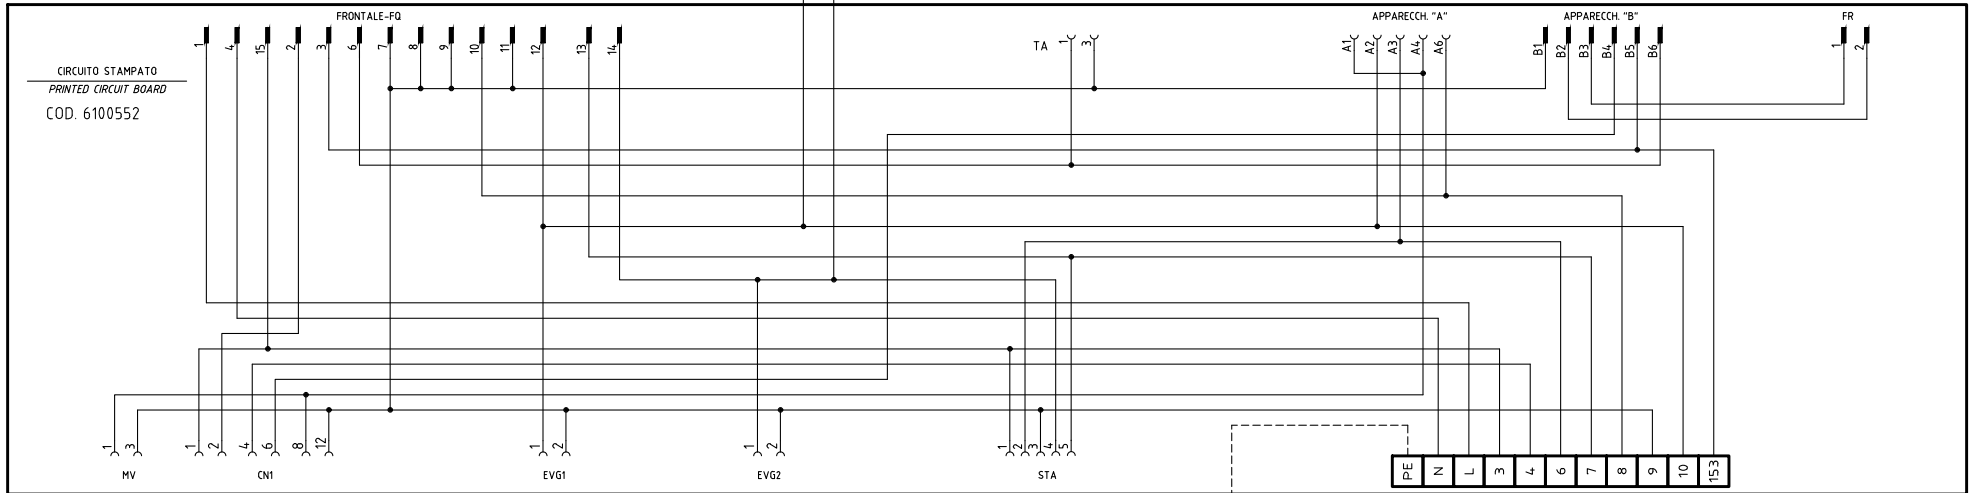 FRONTALE-FQ
APPARECCH. "A"
APPARECCH. "B"
FR
1 4 15 2 3 6 7 8 9 10 11 12 13 14
TA 1 3
A1 A2 A3 A4 A6
B1 B2 B3 B4 B5 B6
1 2
CIRCUITO STAMPATO
PRINTED CIRCUIT BOARD
COD. 6100552
1 3
1 2 4 6 8 12
1 2
1 2
1 2 3 4 5
MV
CN1
EVG1
EVG2
STA
PE N L 3 4 6 7 8 9 10 153